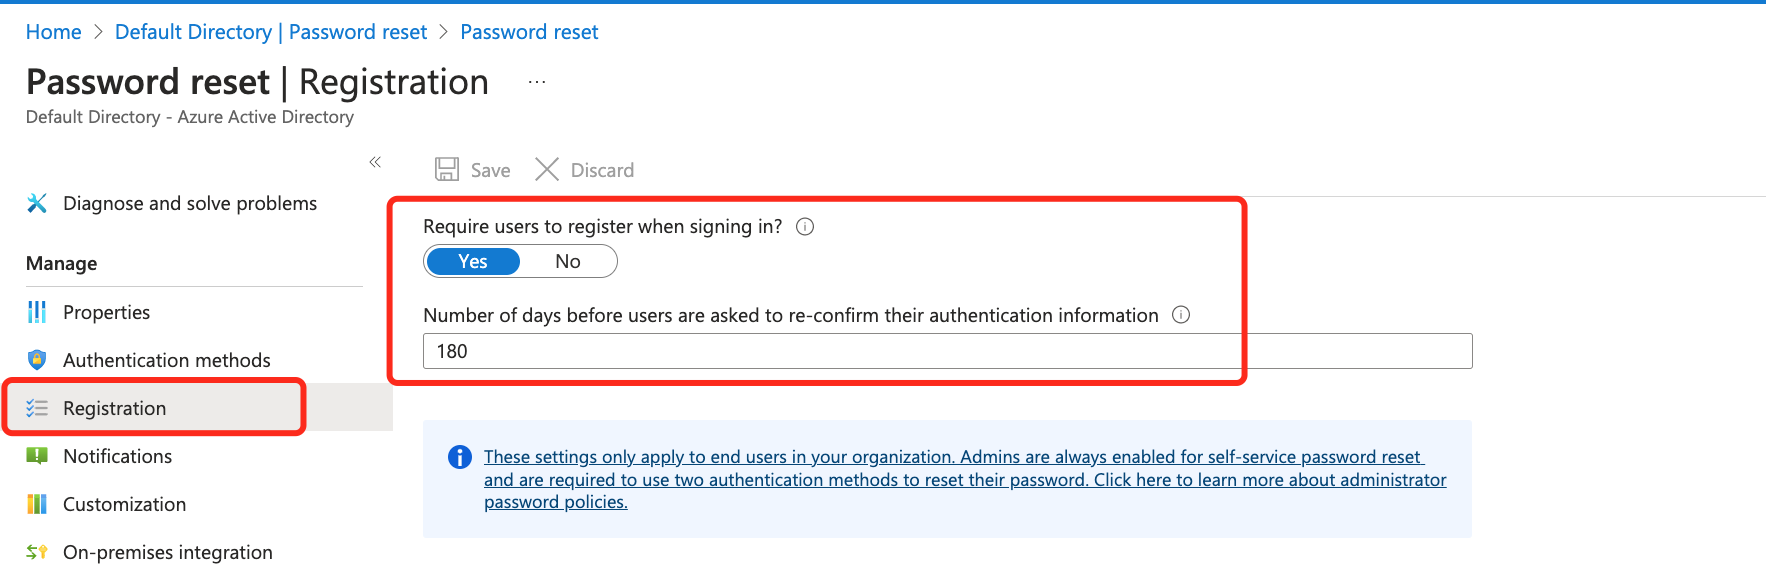 Home > Default Directory | Password reset > Password reset
Password reset | Registration ...
Default Directory - Azure Active Directory
«
Save Discard
Diagnose and solve problems
Manage
Properties
Authentication methods
Registration
Notifications
Customization
On-premises integration
Require users to register when signing in?
Yes No
Number of days before users are asked to re-confirm their authentication information
180
These settings only apply to end users in your organization. Admins are always enabled for self-service password reset
and are required to use two authentication methods to reset their password. Click here to learn more about administrator
password policies.